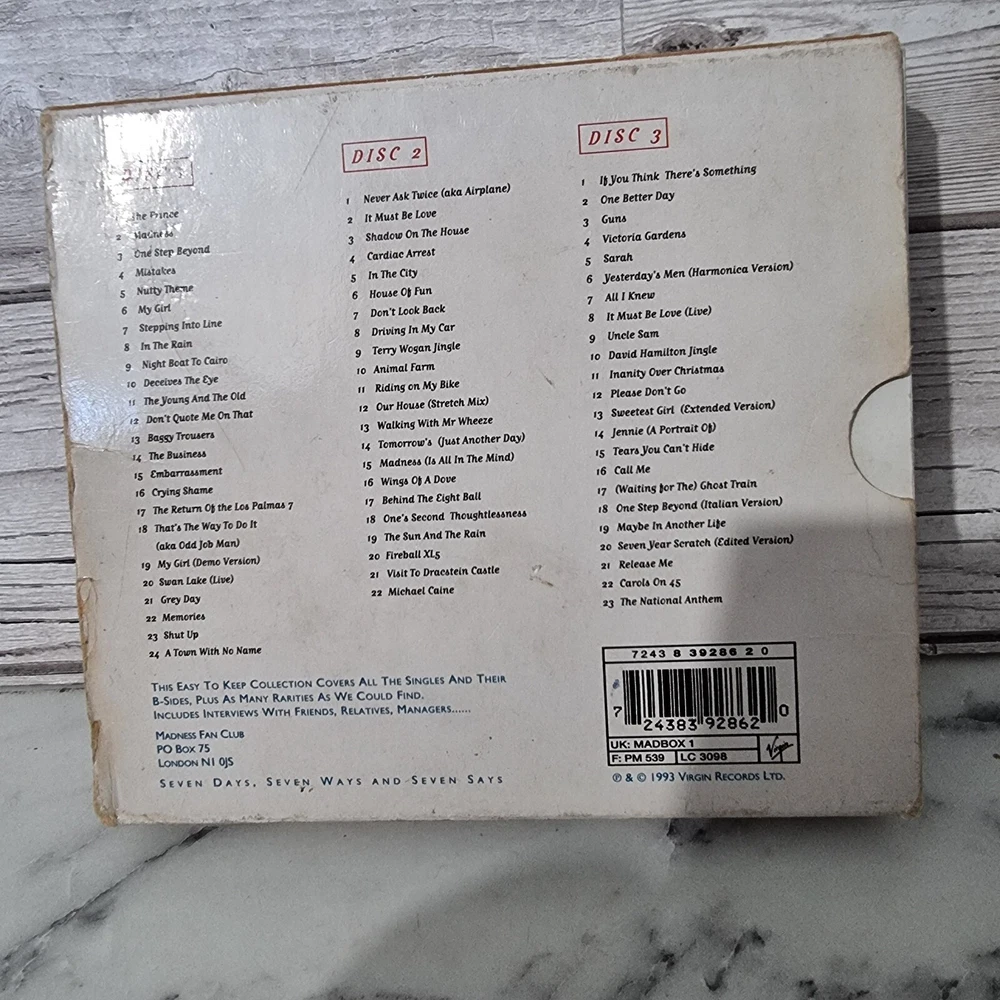 DISC 1
1 The Prince
2 Madness
3 One Step Beyond
4 Mistakes
5 Nutty Theme
6 My Girl
7 Stepping Into Line
8 In The Rain
9 Night Boat To Cairo
10 Deceives The Eye
11 The Young And The Old
12 Don't Quote Me On That
13 Baggy Trousers
14 The Business
15 Embarrassment
16 Crying Shame
17 The Return Of the Los Palmas 7
18 That's The Way To Do It
(aka Odd Job Man)
19 My Girl (Demo Version)
20 Swan Lake (Live)
21 Grey Day
22 Memories
23 Shut Up
24 A Town With No Name
DISC 2
1 Never Ask Twice (aka Airplane)
2 It Must Be Love
3 Shadow On The House
4 Cardiac Arrest
5 In The City
6 House Of Fun
7 Don't Look Back
8 Driving In My Car
9 Terry Wogan Jingle
10 Animal Farm
11 Riding on My Bike
12 Our House (Stretch Mix)
13 Walking With Mr Wheeze
14 Tomorrow's (Just Another Day)
15 Madness (Is All In The Mind)
16 Wings Of A Dove
17 Behind The Eight Ball
18 One's Second Thoughtlessness
19 The Sun And The Rain
20 Fireball XL5
21 Visit To Dracstein Castle
22 Michael Caine
DISC 3
1 If You Think There's Something
2 One Better Day
3 Guns
4 Victoria Gardens
5 Sarah
6 Yesterday's Men (Harmonica Version)
7 All I Knew
8 It Must Be Love (Live)
9 Uncle Sam
10 David Hamilton Jingle
11 Inanity Over Christmas
12 Please Don't Go
13 Sweetest Girl (Extended Version)
14 Jennie (A Portrait Of)
15 Tears You Can't Hide
16 Call Me
17 (Waiting for The) Ghost Train
18 One Step Beyond (Italian Version)
19 Maybe In Another Life
20 Seven Year Scratch (Edited Version)
21 Release Me
22 Carols On 45
23 The National Anthem
THIS EASY TO KEEP COLLECTION COVERS ALL THE SINGLES AND THEIR
B-SIDES, PLUS AS MANY RARITIES AS WE COULD FIND.
INCLUDES INTERVIEWS WITH FRIENDS, RELATIVES, MANAGERS......
MADNESS FAN CLUB
PO BOX 75
LONDON N1 0JS
SEVEN DAYS, SEVEN WAYS AND SEVEN SAYS
7243 8 39286 2 0
7 24383 92862 0
UK: MADBOX 1
F: PM 539 LC 3098
Virgin
℗ & © 1993 VIRGIN RECORDS LTD.